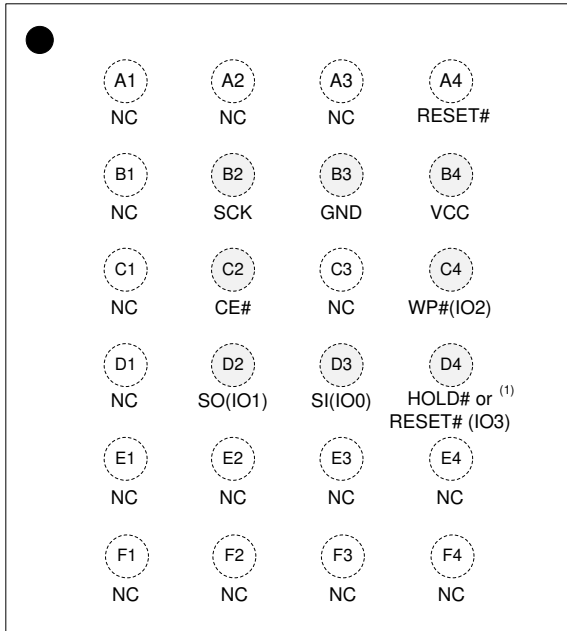 A1 A2 A3 A4
NC NC NC RESET#
B1 B2 B3 B4
NC SCK GND VCC
C1 C2 C3 C4
NC CE# NC WP#(IO2)
D1 D2 D3 D4
NC SO(IO1) SI(IO0) HOLD# or (1)
RESET# (IO3)
E1 E2 E3 E4
NC NC NC NC
F1 F2 F3 F4
NC NC NC NC